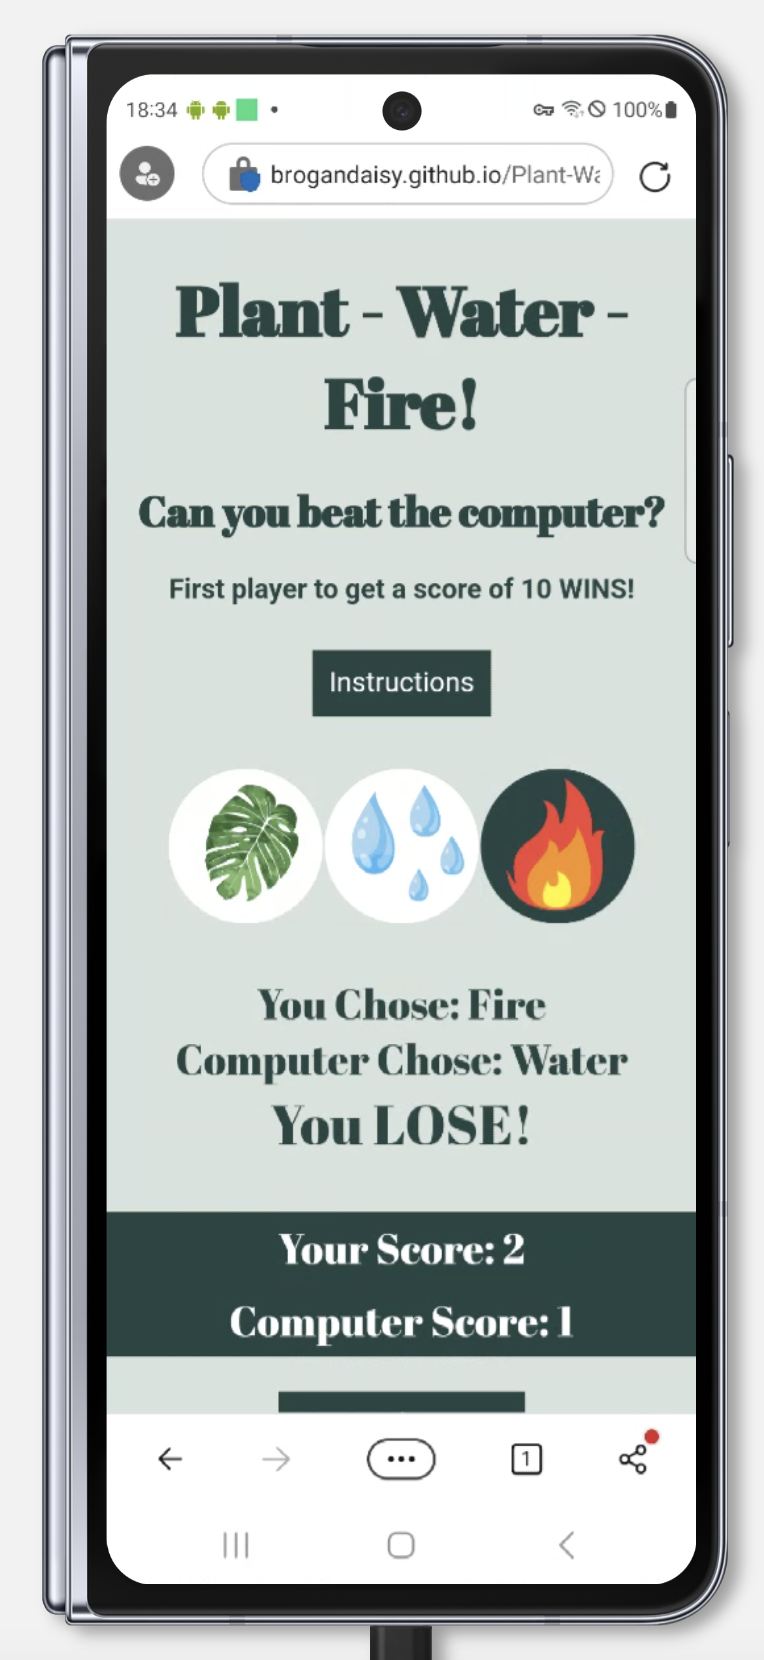 18:34
100%
brogandaisy.github.io/Plant-Wa
Plant - Water -
Fire!
Can you beat the computer?
First player to get a score of 10 WINS!
Instructions
You Chose: Fire
Computer Chose: Water
You LOSE!
Your Score: 2
Computer Score: 1
1